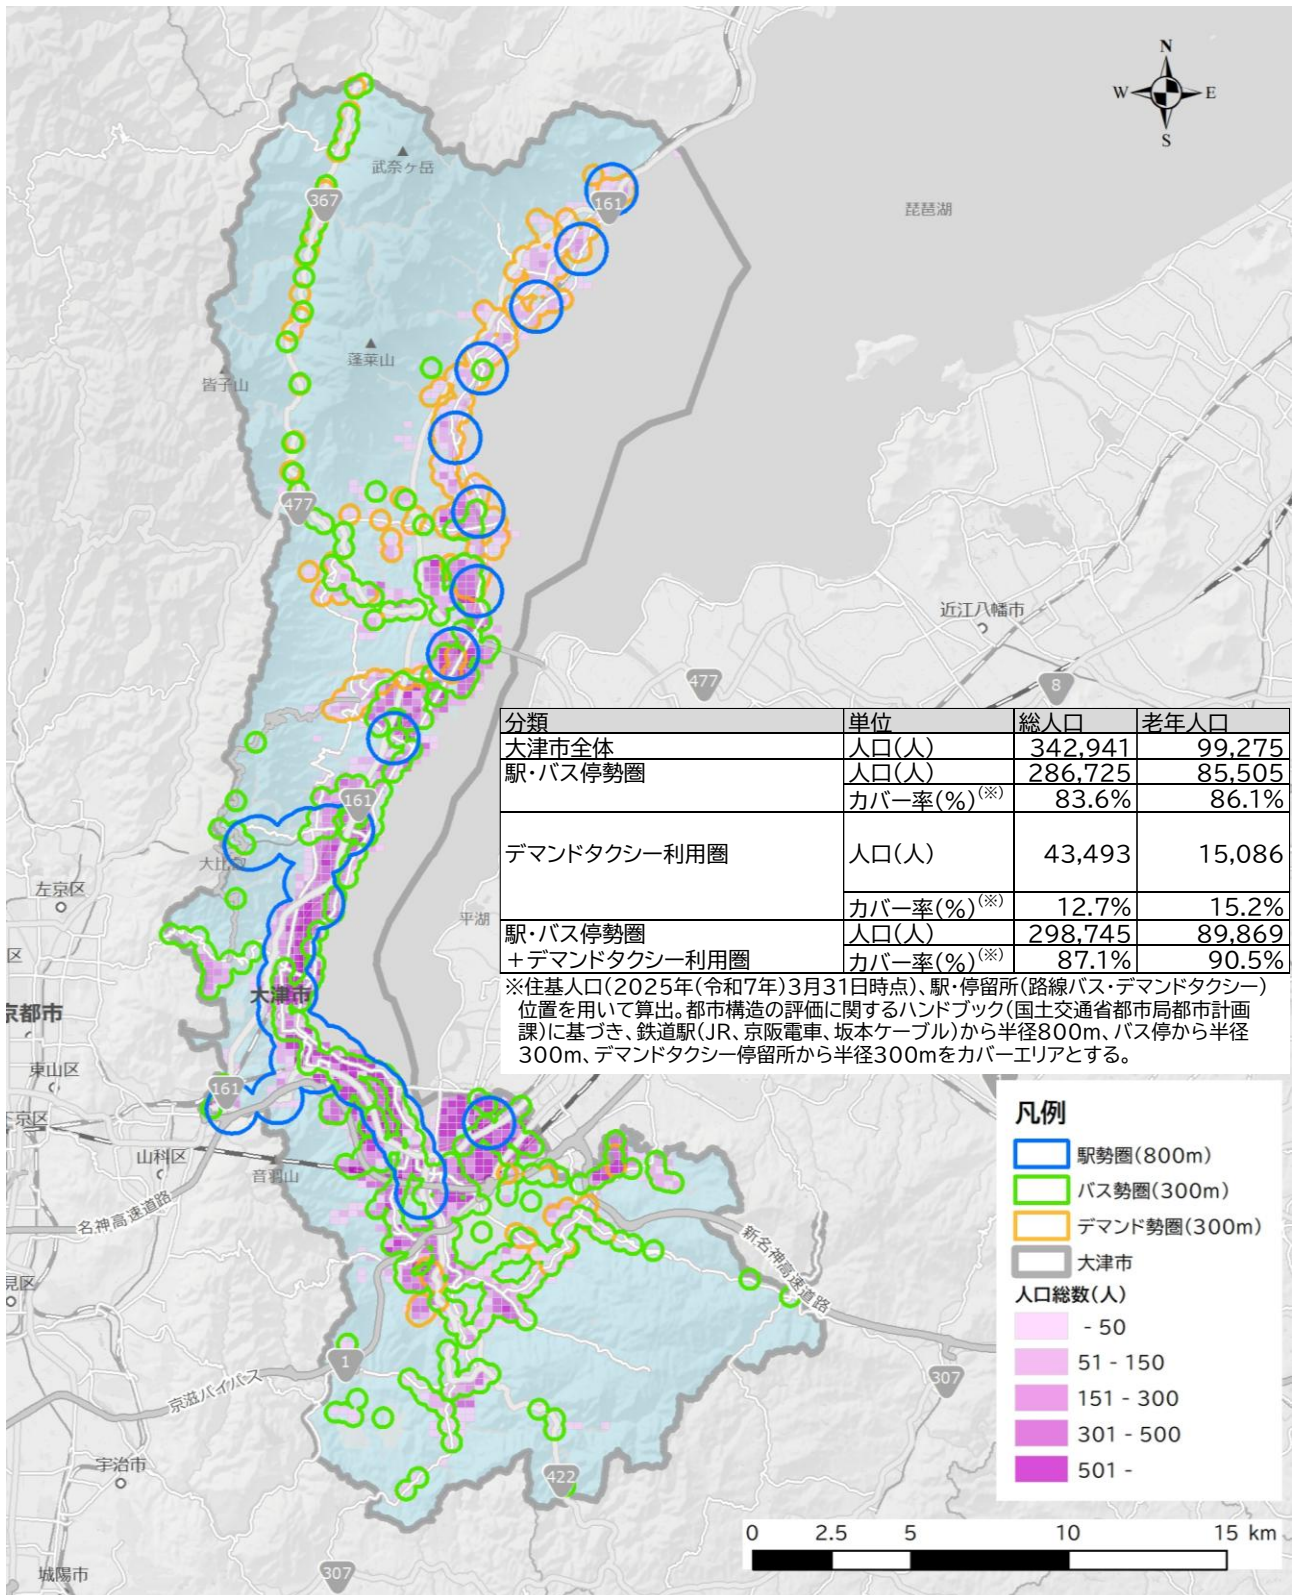 N
W E
S
武奈ヶ岳
367
161
琵琶湖
蓬莱山
皆子山
477
近江八幡市
477
8
161
大比叡
左京区
平湖
区
大津市
京都市
東山区
161
京区
山科区
音羽山
名神高速道路
新名神高速道路
見区
1
京滋バイパス
307
宇治市
422
城陽市
307
分類 単位 総人口 老年人口
大津市全体 人口(人) 342,941 99,275
駅・バス停勢圏 人口(人) 286,725 85,505
カバー率(%)(※) 83.6% 86.1%
デマンドタクシー利用圏 人口(人) 43,493 15,086
カバー率(%)(※) 12.7% 15.2%
駅・バス停勢圏 人口(人) 298,745 89,869
+デマンドタクシー利用圏 カバー率(%)(※) 87.1% 90.5%
※住基人口(2025年(令和7年)3月31日時点)、駅・停留所(路線バス・デマンドタクシー)
位置を用いて算出。都市構造の評価に関するハンドブック(国土交通省都市局都市計画
課)に基づき、鉄道駅(JR、京阪電車、坂本ケーブル)から半径800m、バス停から半径
300m、デマンドタクシー停留所から半径300mをカバーエリアとする。
凡例
駅勢圏(800m)
バス勢圏(300m)
デマンド勢圏(300m)
大津市
人口総数(人)
- 50
51 - 150
151 - 300
301 - 500
501 -
0 2.5 5 10 15 km